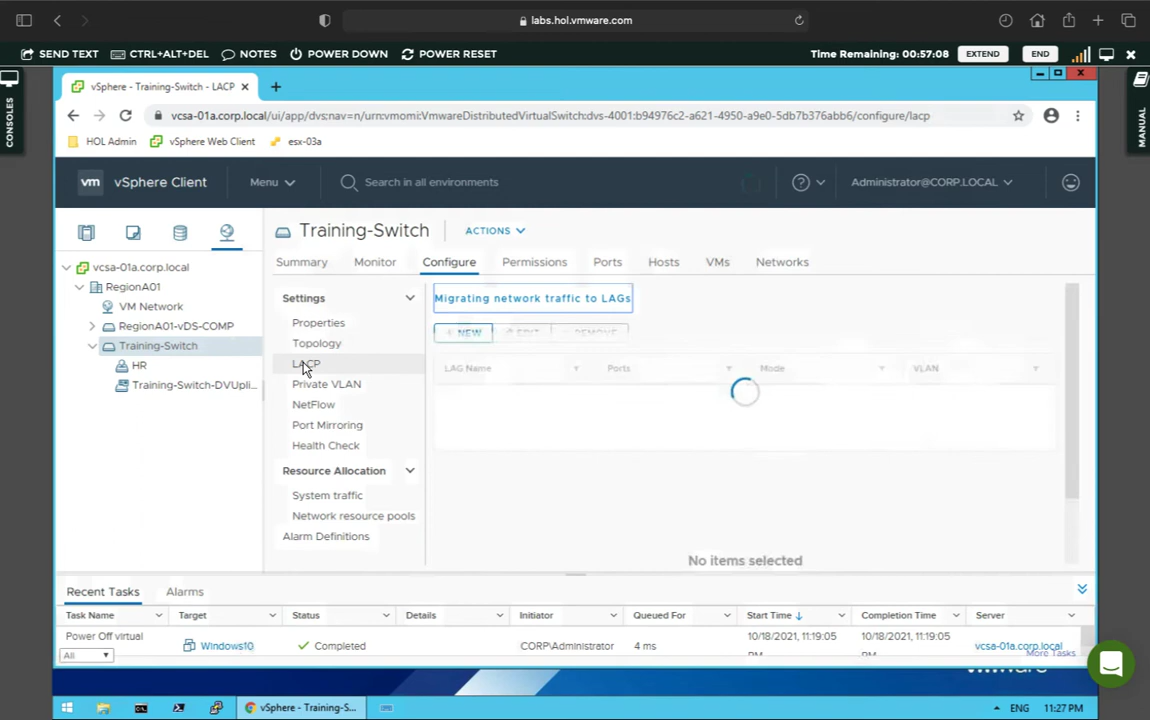 labs.hol.vmware.com
SEND TEXT CTRL+ALT+DEL NOTES POWER DOWN POWER RESET Time Remaining: 00:57:08 EXTEND END
CONSOLES
MANUAL
vSphere - Training-Switch - LACP
vcsa-01a.corp.local/ui/app/dvs;nav=n/urn:vmomi:VmwareDistributedVirtualSwitch:dvs-4001:b94976c2-a621-4950-a9e0-5db7b376abb6/configure/lacp
HOL Admin vSphere Web Client esx-03a
vm vSphere Client Menu Search in all environments Administrator@CORP.LOCAL
Training-Switch ACTIONS
Summary Monitor Configure Permissions Ports Hosts VMs Networks
vcsa-01a.corp.local
RegionA01
VM Network
RegionA01-vDS-COMP
Training-Switch
HR
Training-Switch-DVUpli...
Settings
Properties
Topology
LACP
Private VLAN
NetFlow
Port Mirroring
Health Check
Resource Allocation
System traffic
Network resource pools
Alarm Definitions
Migrating network traffic to LAGs
+ NEW EDIT REMOVE
LAG Name Ports Mode VLAN
No items selected
Recent Tasks Alarms
Task Name Target Status Details Initiator Queued For Start Time Completion Time Server
Power Off virtual Windows10 Completed CORP\Administrator 4 ms 10/18/2021, 11:19:05 PM 10/18/2021, 11:19:05 PM vcsa-01a.corp.local
All More Tasks
vSphere - Training-S... ENG 11:27 PM